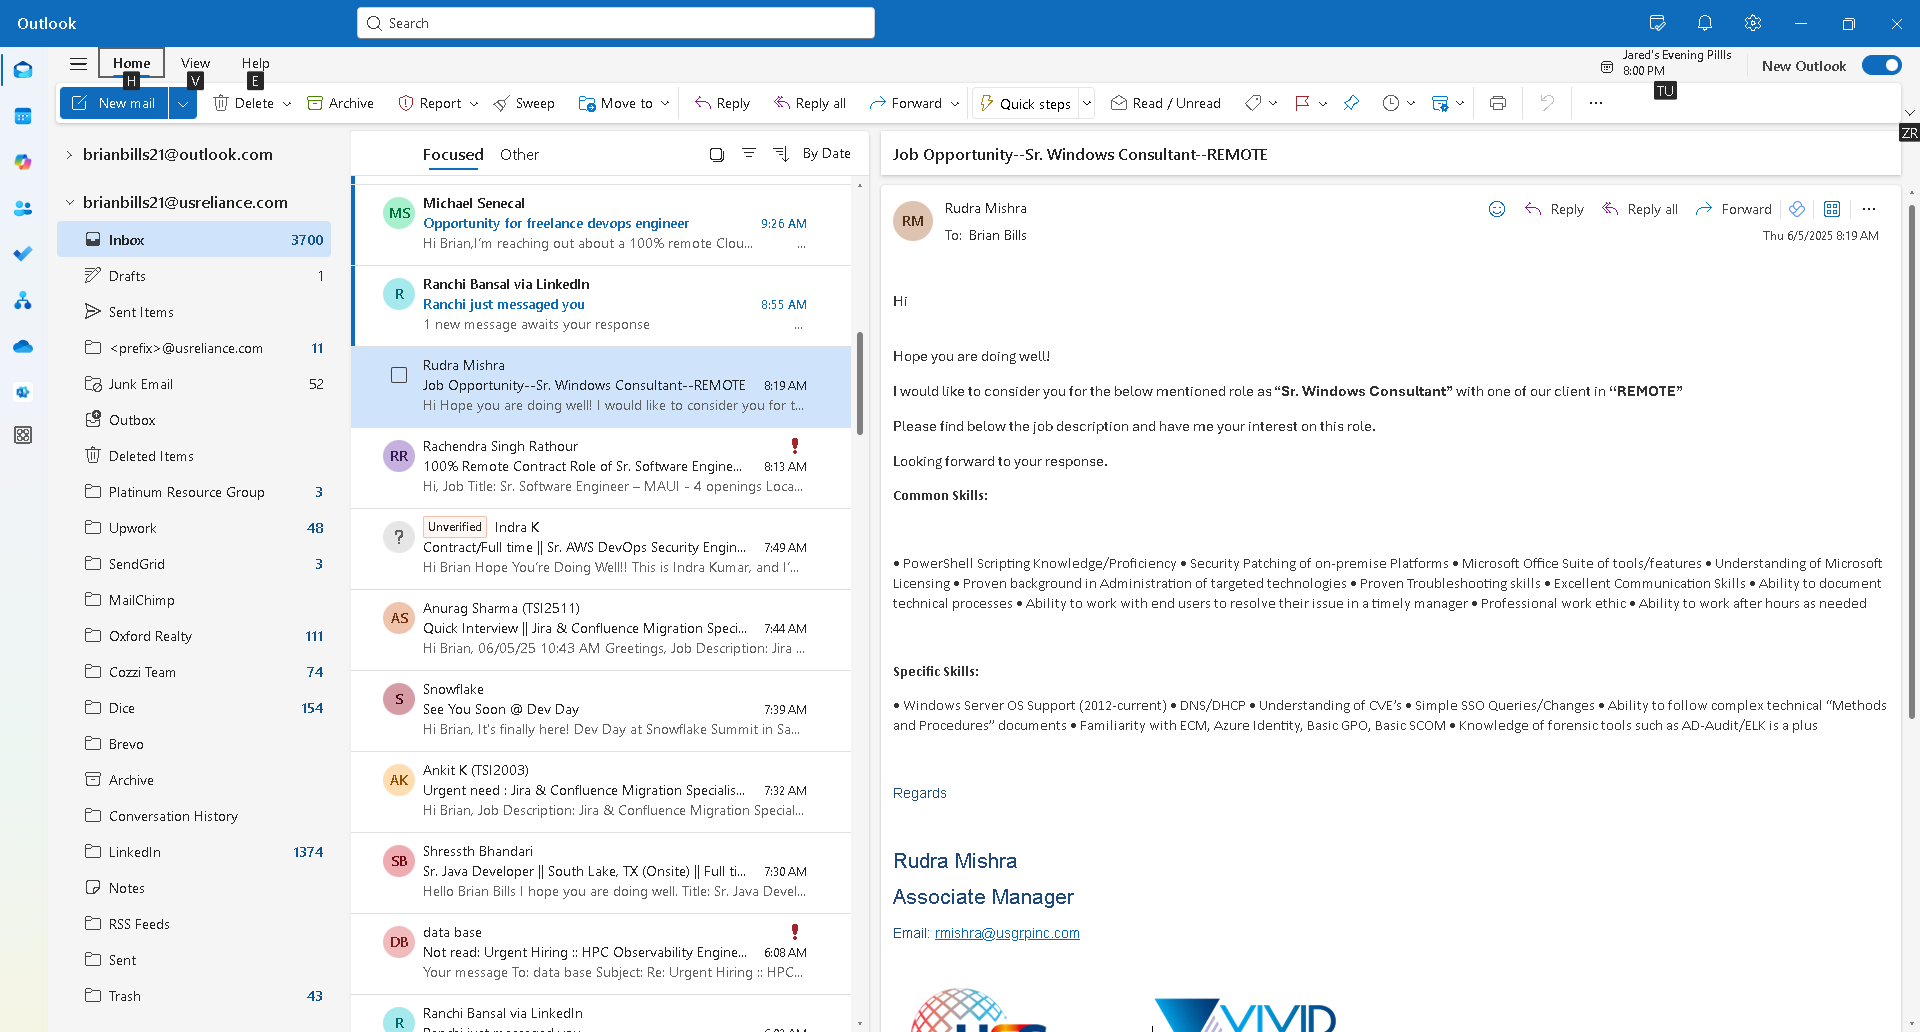 Outlook
Search
Home
View
Help
H
V
E
Jared's Evening Pillls
8:00 PM
TU
New Outlook
New mail
Delete
Archive
Report
Sweep
Move to
Reply
Reply all
Forward
Quick steps
Read / Unread
ZR
brianbills21@outlook.com
brianbills21@usreliance.com
Inbox 3700
Drafts 1
Sent Items
<prefix>@usreliance.com 11
Junk Email 52
Outbox
Deleted Items
Platinum Resource Group 3
Upwork 48
SendGrid 3
MailChimp
Oxford Realty 111
Cozzi Team 74
Dice 154
Brevo
Archive
Conversation History
LinkedIn 1374
Notes
RSS Feeds
Sent
Trash 43
Focused Other By Date
MS
Michael Senecal
Opportunity for freelance devops engineer 9:26 AM
Hi Brian,I'm reaching out about a 100% remote Clou... ...
R
Ranchi Bansal via LinkedIn
Ranchi just messaged you 8:55 AM
1 new message awaits your response ...
Rudra Mishra
Job Opportunity--Sr. Windows Consultant--REMOTE 8:19 AM
Hi Hope you are doing well! I would like to consider you for t...
RR
Rachendra Singh Rathour
100% Remote Contract Role of Sr. Software Engine... 8:13 AM
Hi, Job Title: Sr. Software Engineer – MAUI - 4 openings Loca...
?
Unverified Indra K
Contract/Full time || Sr. AWS DevOps Security Engin... 7:49 AM
Hi Brian Hope You're Doing Well!! This is Indra Kumar, and I'...
AS
Anurag Sharma (TSI2511)
Quick Interview || Jira & Confluence Migration Speci... 7:44 AM
Hi Brian, 06/05/25 10:43 AM Greetings, Job Description: Jira ...
S
Snowflake
See You Soon @ Dev Day 7:39 AM
Hi Brian, It's finally here! Dev Day at Snowflake Summit in Sa...
AK
Ankit K (TSI2003)
Urgent need : Jira & Confluence Migration Specialis... 7:32 AM
Hi Brian, Job Description: Jira & Confluence Migration Special...
SB
Shressth Bhandari
Sr. Java Developer || South Lake, TX (Onsite) || Full ti... 7:30 AM
Hello Brian Bills I hope you are doing well. Title: Sr. Java Devel...
DB
data base
Not read: Urgent Hiring :: HPC Observability Engine... 6:08 AM
Your message To: data base Subject: Re: Urgent Hiring :: HPC...
R
Ranchi Bansal via LinkedIn
Job Opportunity--Sr. Windows Consultant--REMOTE
RM
Rudra Mishra
To: Brian Bills
Reply
Reply all
Forward
Thu 6/5/2025 8:19 AM
Hi
Hope you are doing well!
I would like to consider you for the below mentioned role as “Sr. Windows Consultant” with one of our client in “REMOTE”
Please find below the job description and have me your interest on this role.
Looking forward to your response.
Common Skills:
• PowerShell Scripting Knowledge/Proficiency • Security Patching of on-premise Platforms • Microsoft Office Suite of tools/features • Understanding of Microsoft
Licensing • Proven background in Administration of targeted technologies • Proven Troubleshooting skills • Excellent Communication Skills • Ability to document
technical processes • Ability to work with end users to resolve their issue in a timely manager • Professional work ethic • Ability to work after hours as needed
Specific Skills:
• Windows Server OS Support (2012-current) • DNS/DHCP • Understanding of CVE's • Simple SSO Queries/Changes • Ability to follow complex technical “Methods
and Procedures” documents • Familiarity with ECM, Azure Identity, Basic GPO, Basic SCOM • Knowledge of forensic tools such as AD-Audit/ELK is a plus
Regards
Rudra Mishra
Associate Manager
Email: rmishra@usgrpinc.com
VIVID